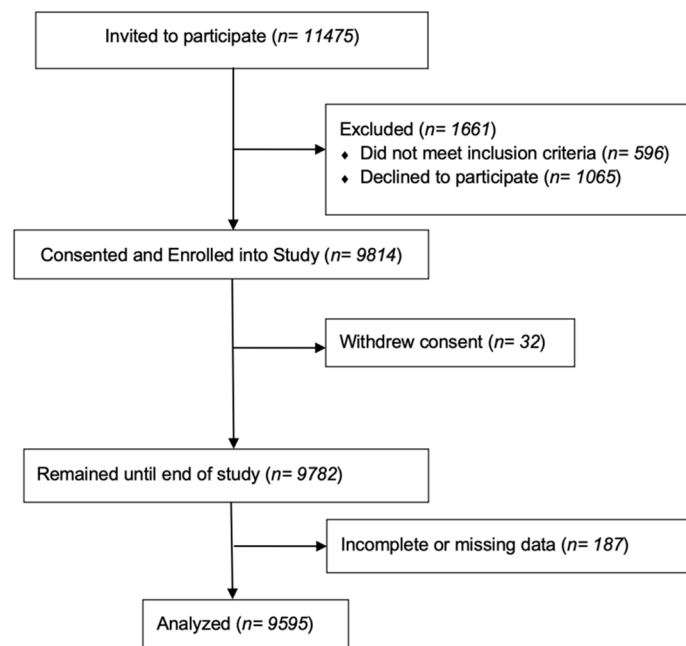 Invited to participate (n= 11475)
Excluded (n= 1661)
♦ Did not meet inclusion criteria (n= 596)
♦ Declined to participate (n= 1065)
Consented and Enrolled into Study (n= 9814)
Withdrew consent (n= 32)
Remained until end of study (n= 9782)
Incomplete or missing data (n= 187)
Analyzed (n= 9595)